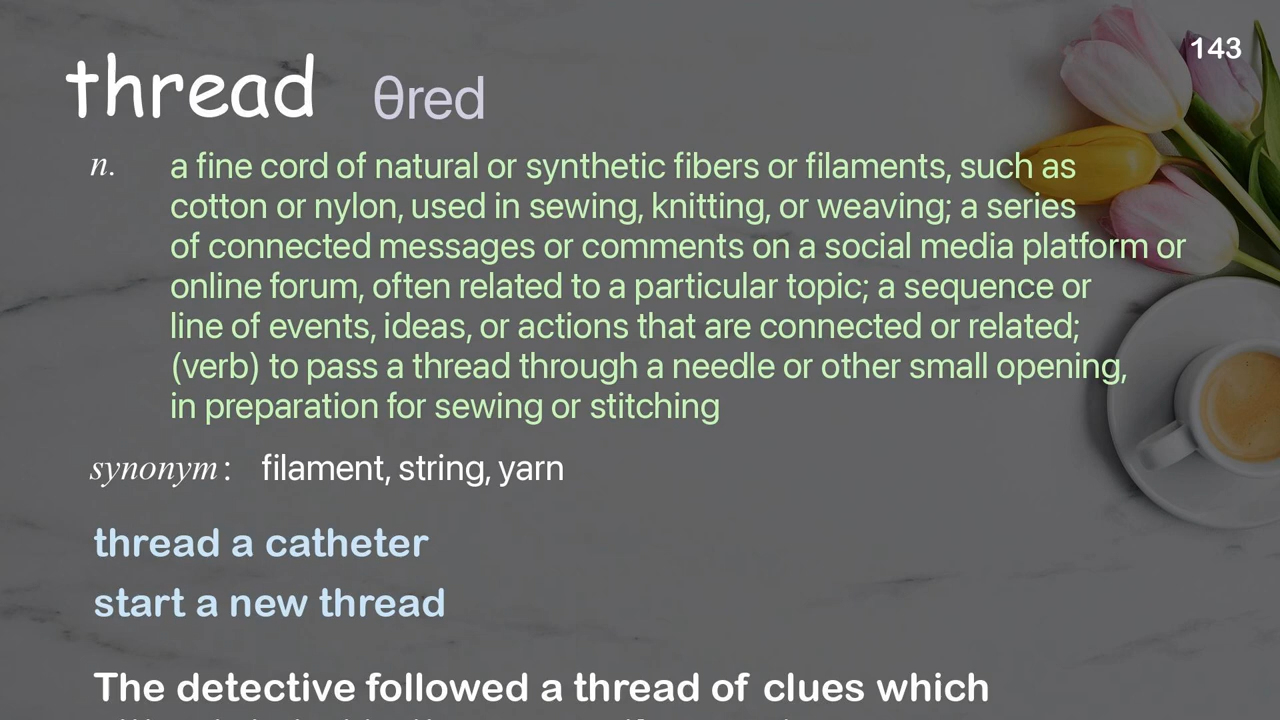 143
thread θred
n. a fine cord of natural or synthetic fibers or filaments, such as
cotton or nylon, used in sewing, knitting, or weaving; a series
of connected messages or comments on a social media platform or
online forum, often related to a particular topic; a sequence or
line of events, ideas, or actions that are connected or related;
(verb) to pass a thread through a needle or other small opening,
in preparation for sewing or stitching
synonym: filament, string, yarn
thread a catheter
start a new thread
The detective followed a thread of clues which